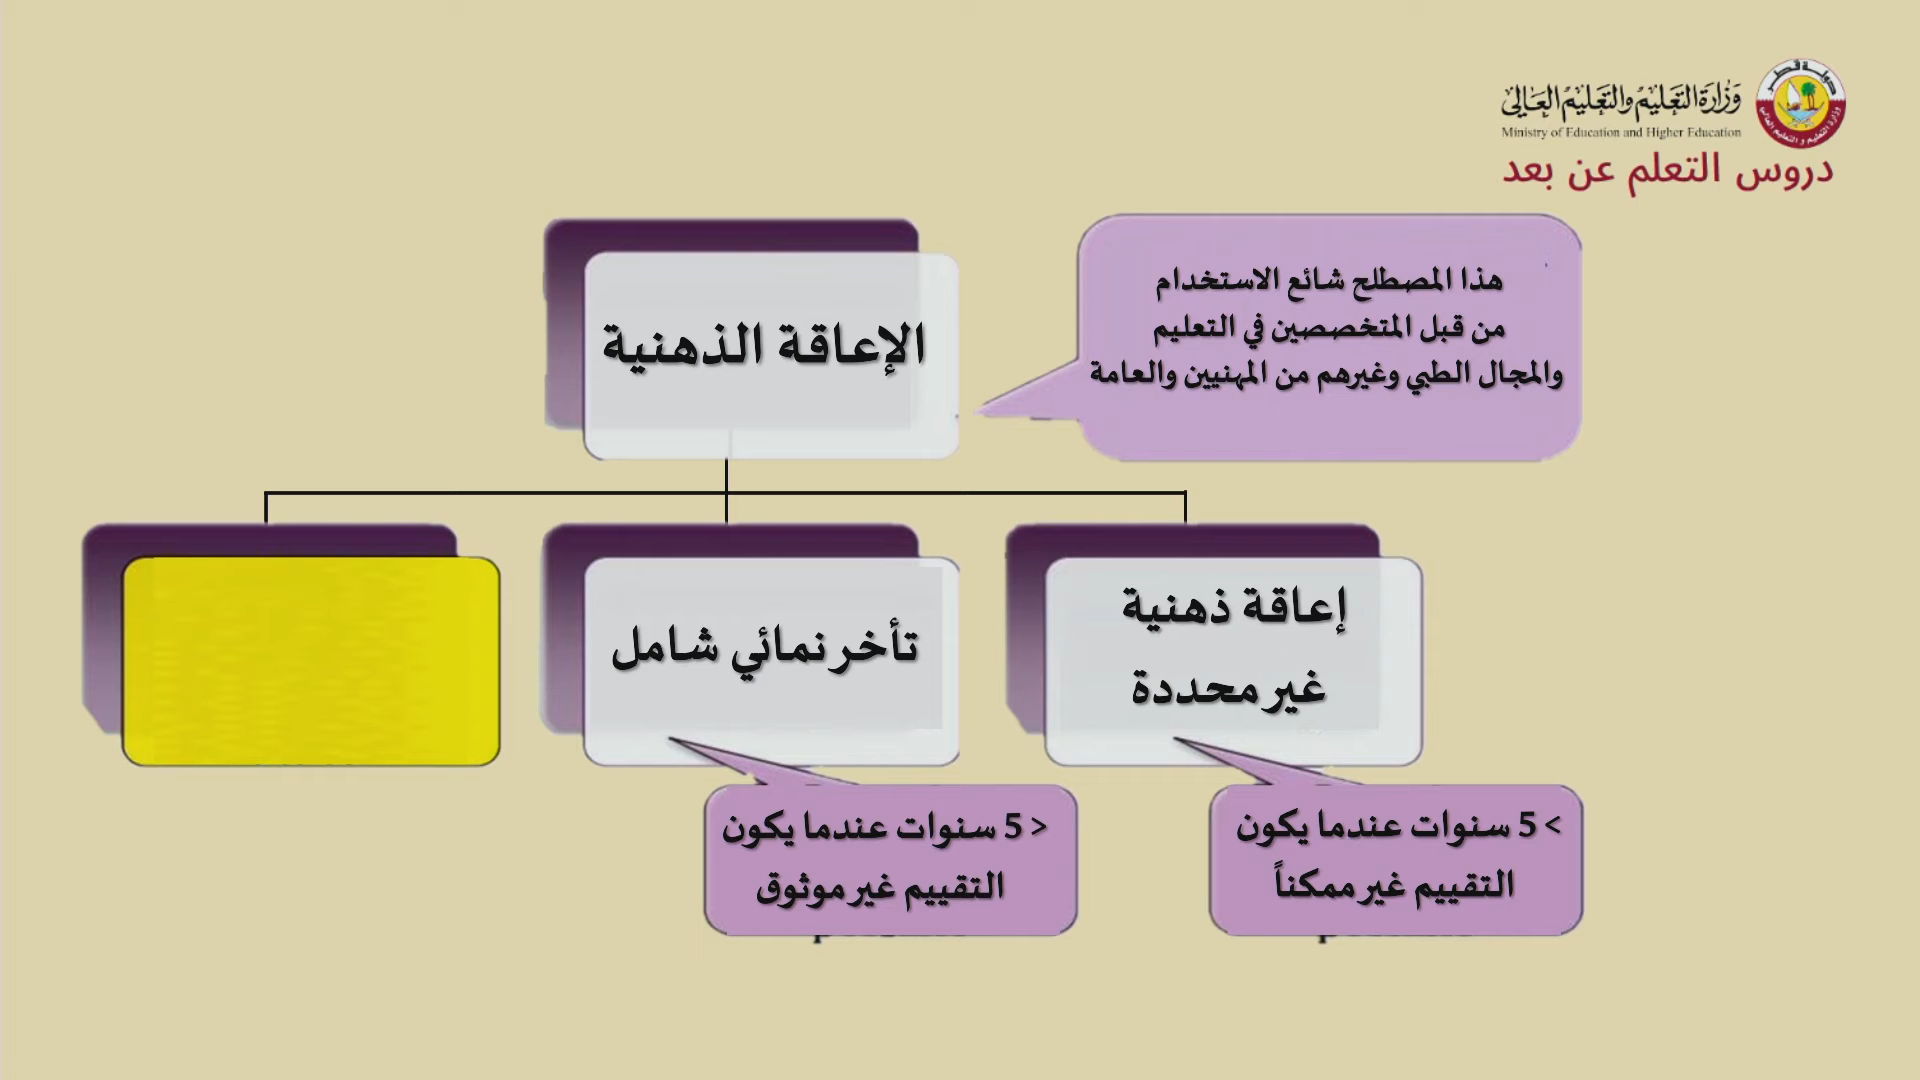 وزارة التعليم والتعليم العالي
Ministry of Education and Higher Education
دروس التعلم عن بعد
هذا المصطلح شائع الاستخدام
من قبل المتخصصين في التعليم
والمجال الطبي وغيرهم من المهنيين والعامة
الإعاقة الذهنية
إعاقة ذهنية
غير محددة
تأخر نمائي شامل
> 5 سنوات عندما يكون
التقييم غير ممكناً
< 5 سنوات عندما يكون
التقييم غير موثوق